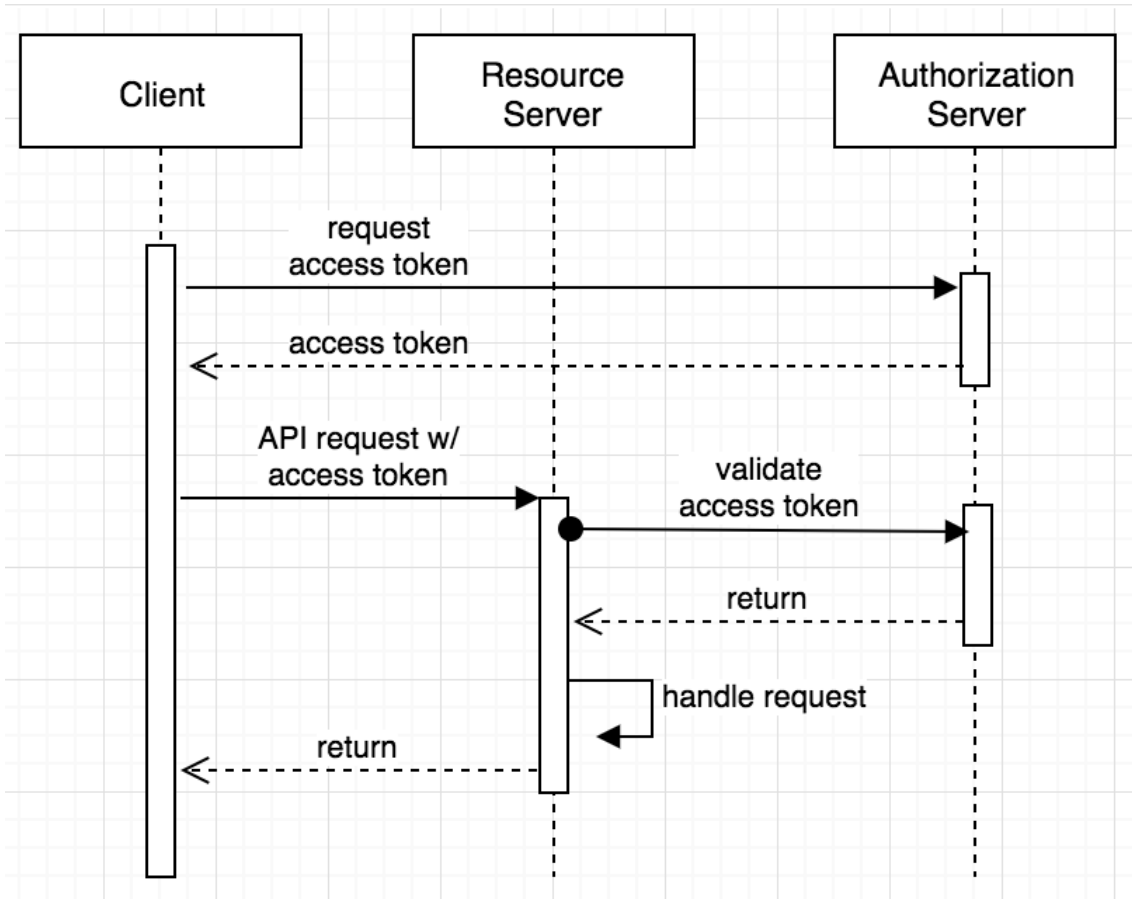 Client
Resource
Server
Authorization
Server
request
access token
access token
API request w/
access token
validate
access token
return
handle request
return